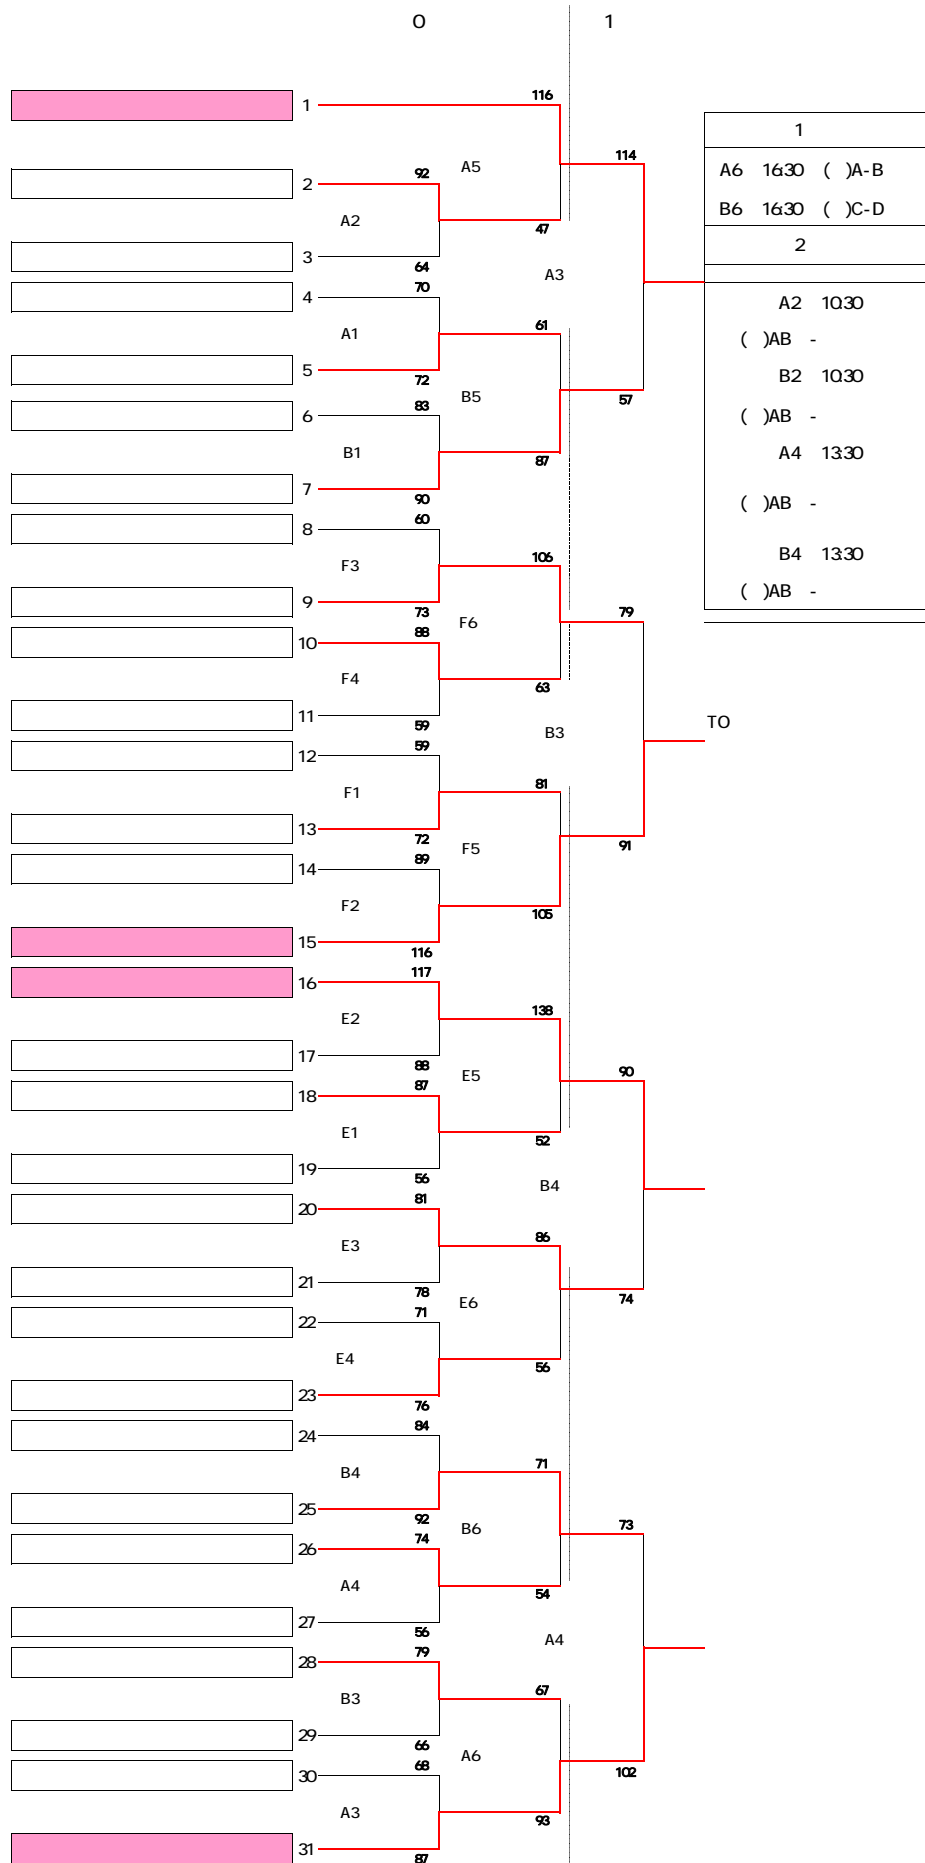 0 1
1 116
114
A5
2 92
A2
47
3 64
A3
4 70
61
A1
5 72
B5
57
6 83
B1
87
7 90
8 60
106
F3
79
9 73
F6
10 88
F4
63
11 59
B3
12 59
81
F1
91
13 72
F5
14 89
F2
105
15 116
16 117
138
E2
90
17 88
E5
18 87
E1
52
19 56
B4
20 81
86
E3
74
21 78
E6
22 71
E4
56
23 76
24 84
71
B4
73
25 92
B6
26 74
A4
54
27 56
A4
28 79
67
B3
102
29 66
A6
30 68
A3
93
31 87
1
A6 16:30 ( )A-B
B6 16:30 ( )C-D
2
A2 10:30
( )AB -
B2 10:30
( )AB -
A4 13:30
( )AB -
B4 13:30
( )AB -
TO